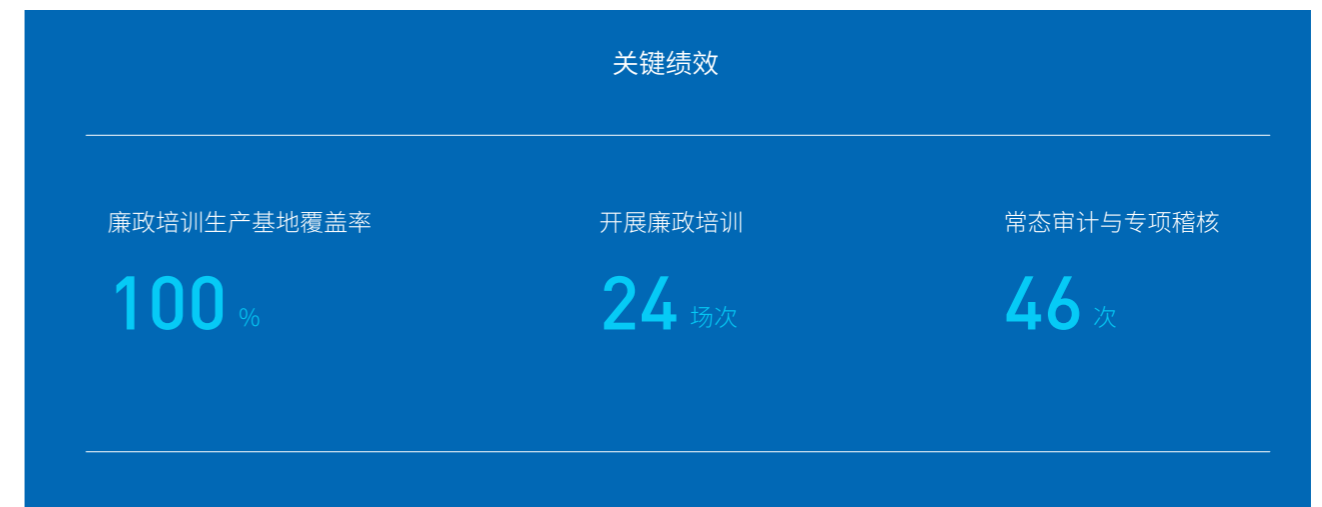 关键绩效
廉政培训生产基地覆盖率
开展廉政培训
常态审计与专项稽核
100 %
24 场次
46 次